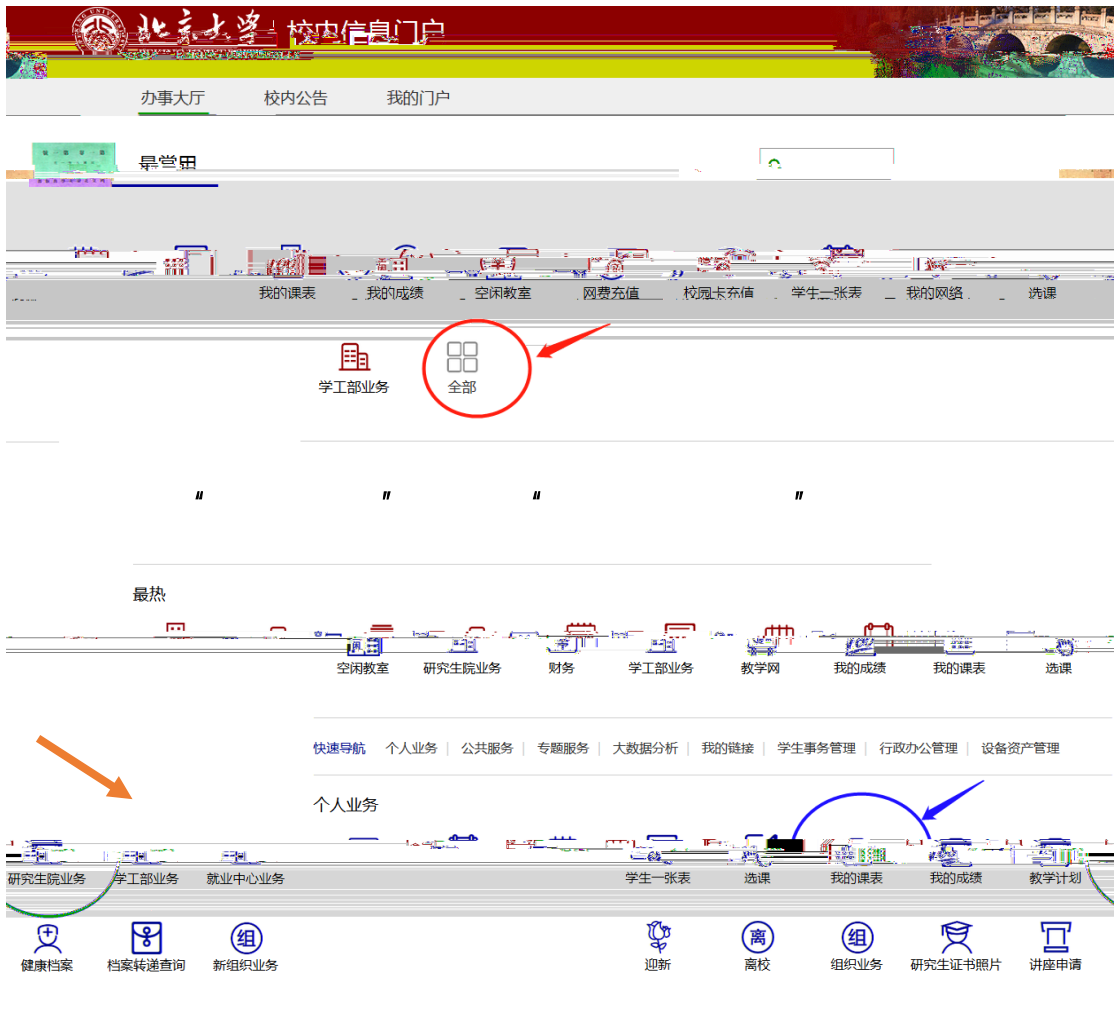 北京大学 校内信息门户
办事大厅 校内公告 我的门户
最常用
我的课表 我的成绩 空闲教室 网费充值 校园卡充值 学生一张表 我的网络 选课
学工部业务 全部
“ ” “ ”
最热
空闲教室 研究生院业务 财务 学工部业务 教学网 我的成绩 我的课表 选课
快速导航 个人业务 | 公共服务 | 专题服务 | 大数据分析 | 我的链接 | 学生事务管理 | 行政办公管理 | 设备资产管理
个人业务
研究生院业务 学工部业务 就业中心业务 学生一张表 选课 我的课表 我的成绩 教学计划
组 离 组
健康档案 档案转递查询 新组织业务 迎新 离校 组织业务 研究生证书照片 讲座申请